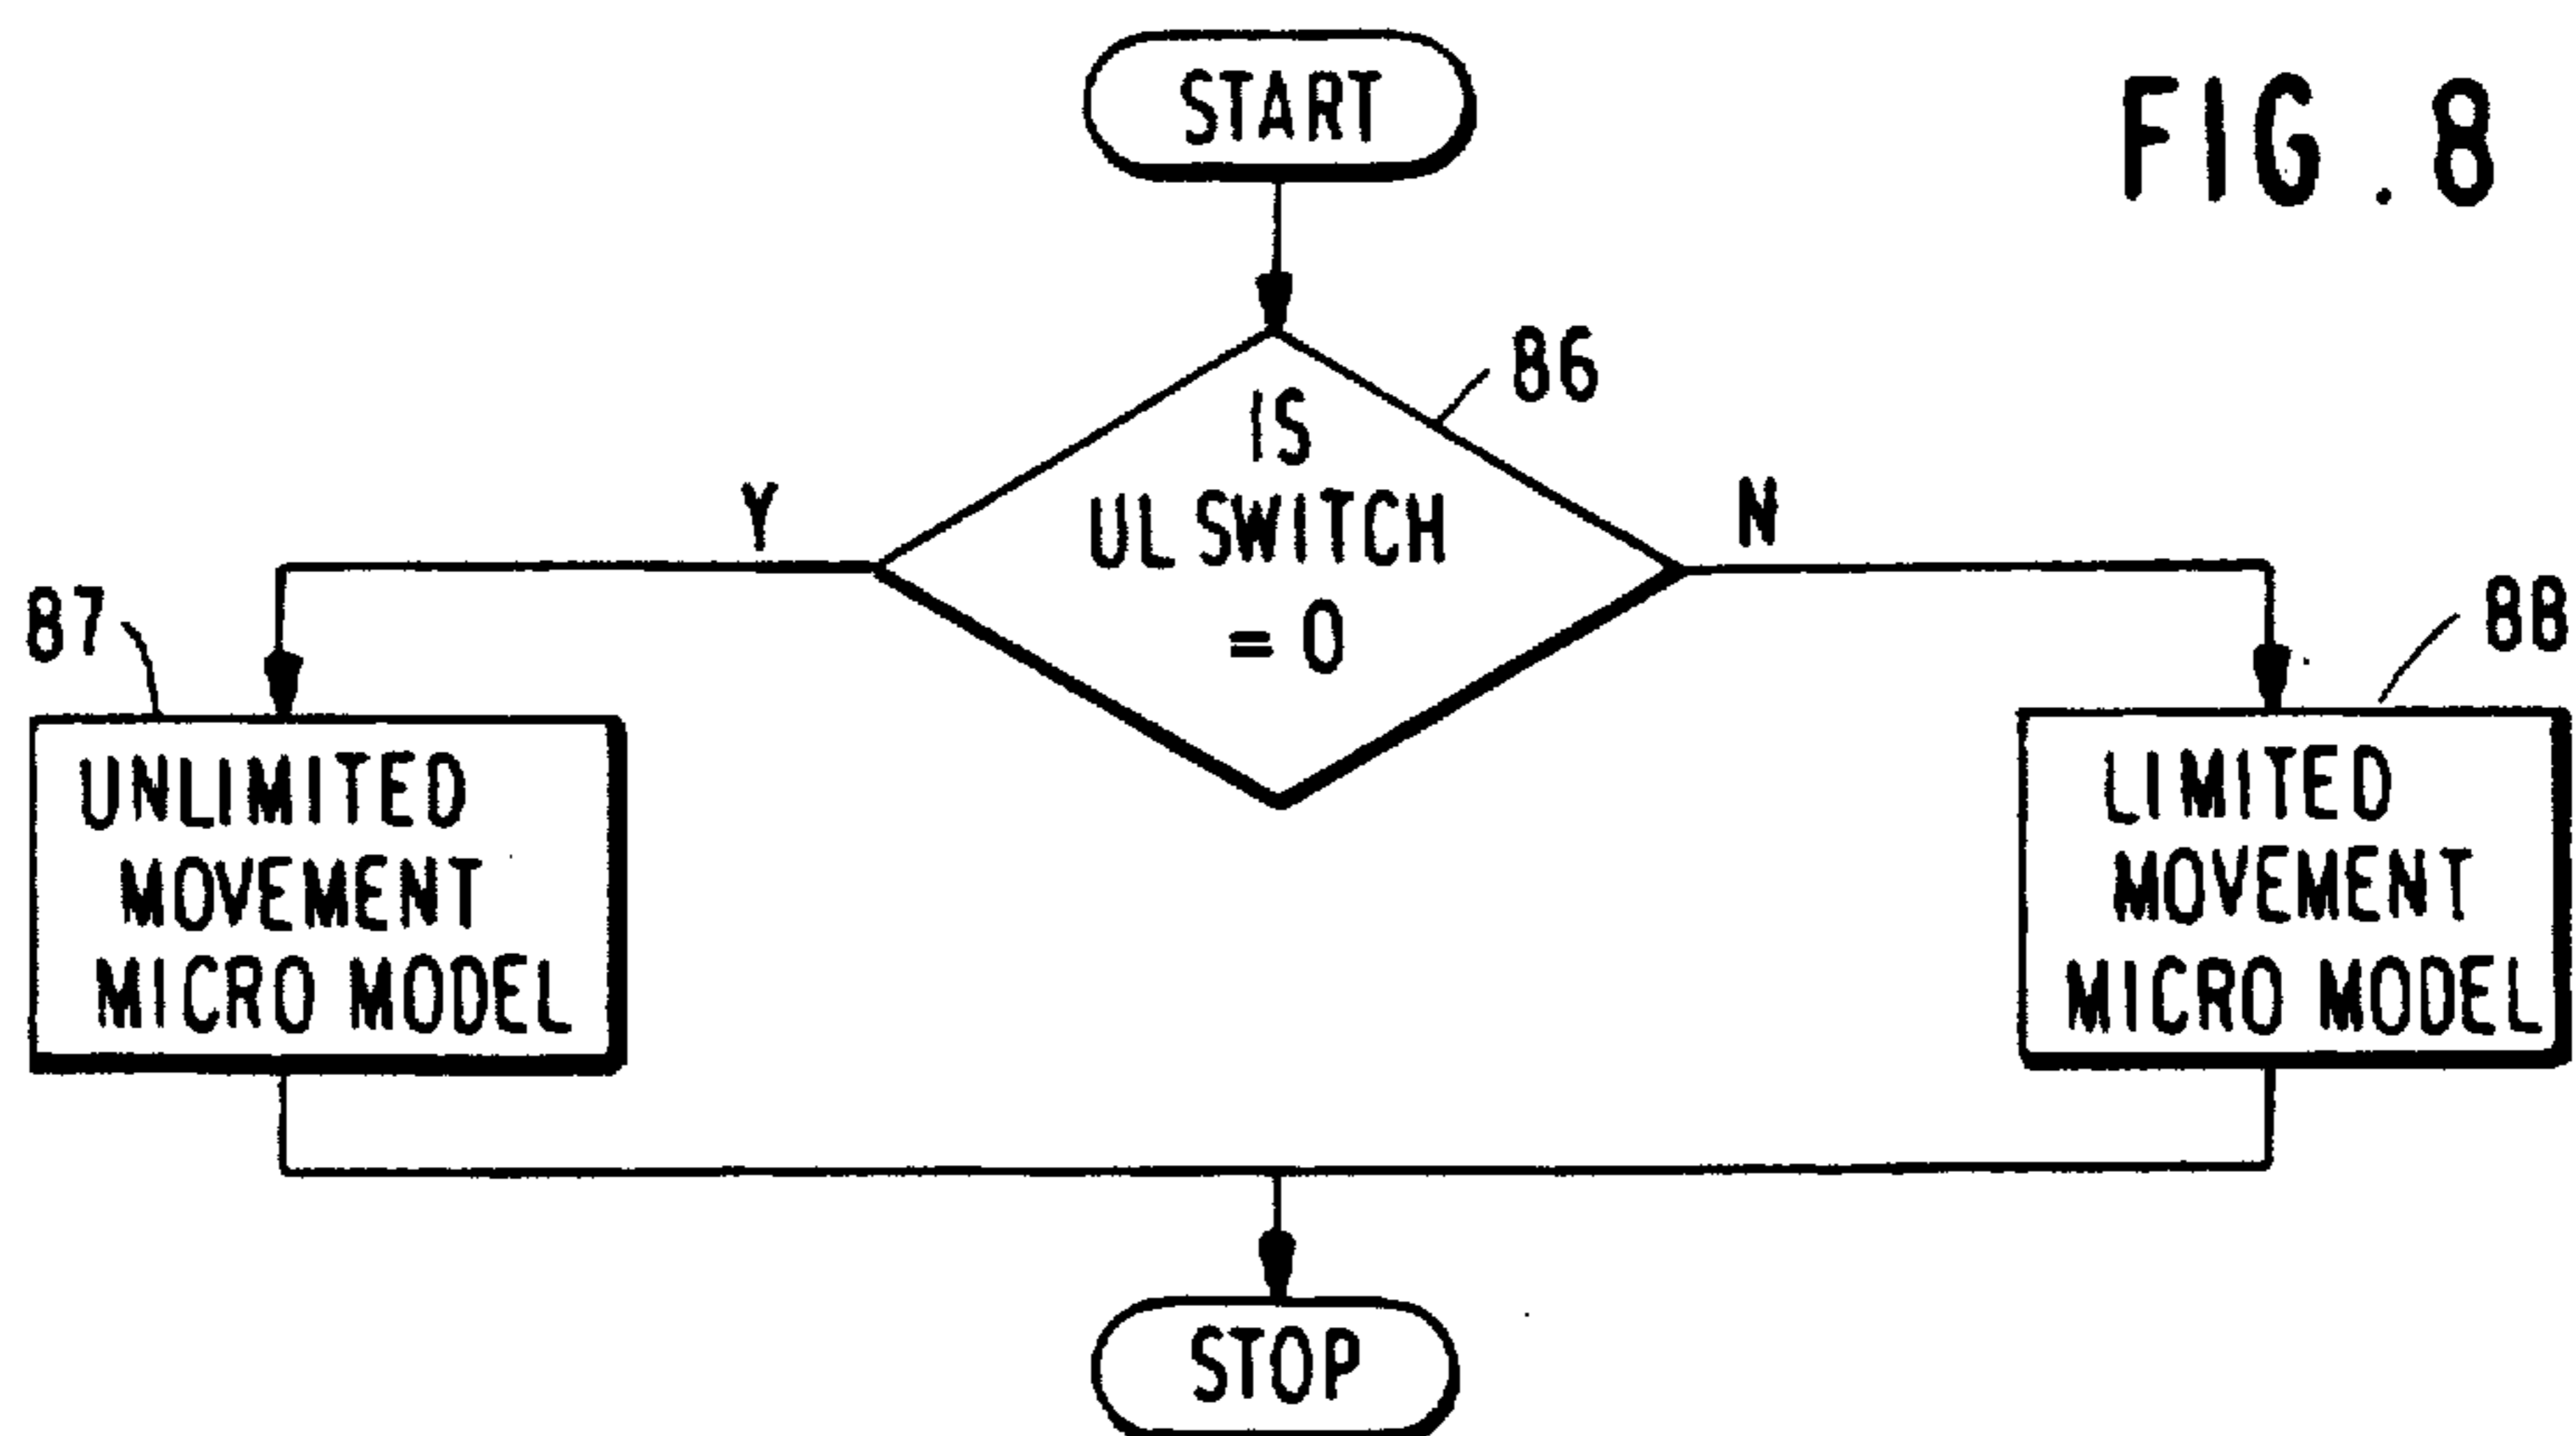 START
FIG. 8
86
IS
UL SWITCH
= 0
Y
N
87
88
UNLIMITED
MOVEMENT
MICRO MODEL
LIMITED
MOVEMENT
MICRO MODEL
STOP